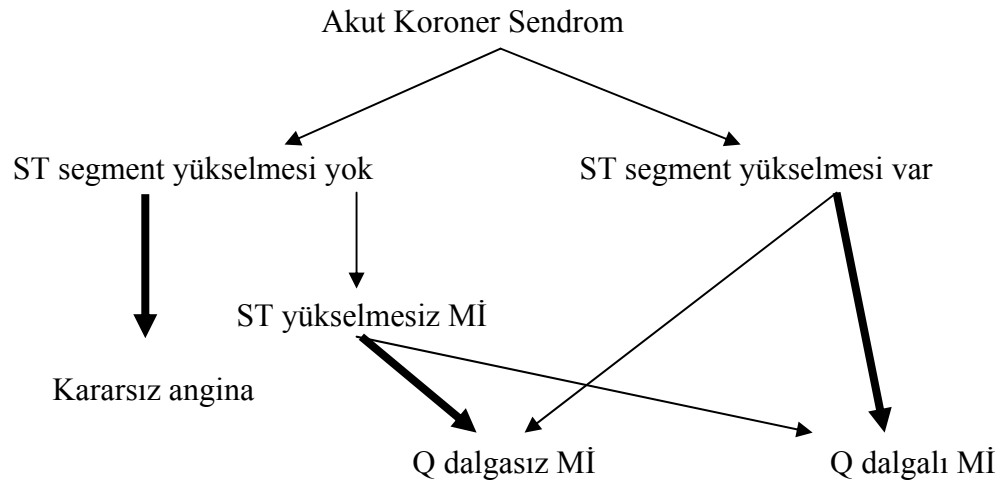 Akut Koroner Sendrom
ST segment yükselmesi yok
ST segment yükselmesi var
ST yükselmesiz Mİ
Kararsız angina
Q dalgasız Mİ
Q dalgalı Mİ